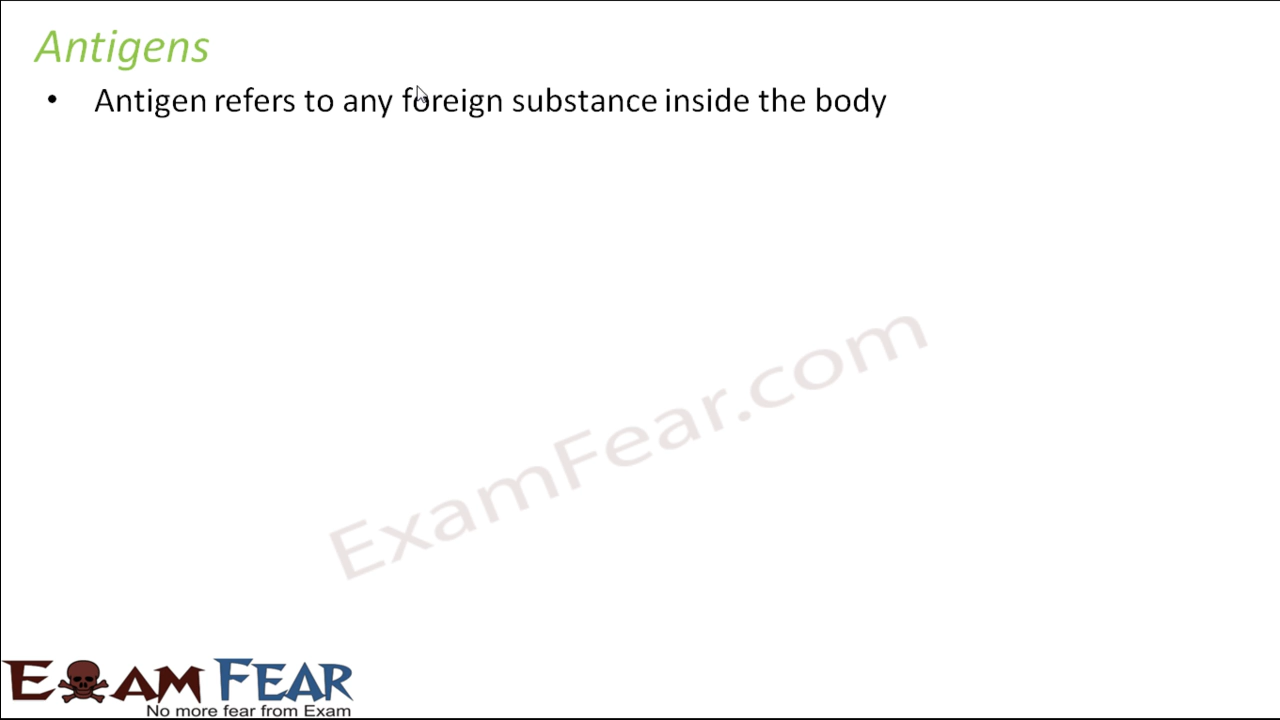 Antigens
• Antigen refers to any foreign substance inside the body
ExamFear.com
EXAM FEAR
No more fear from Exam